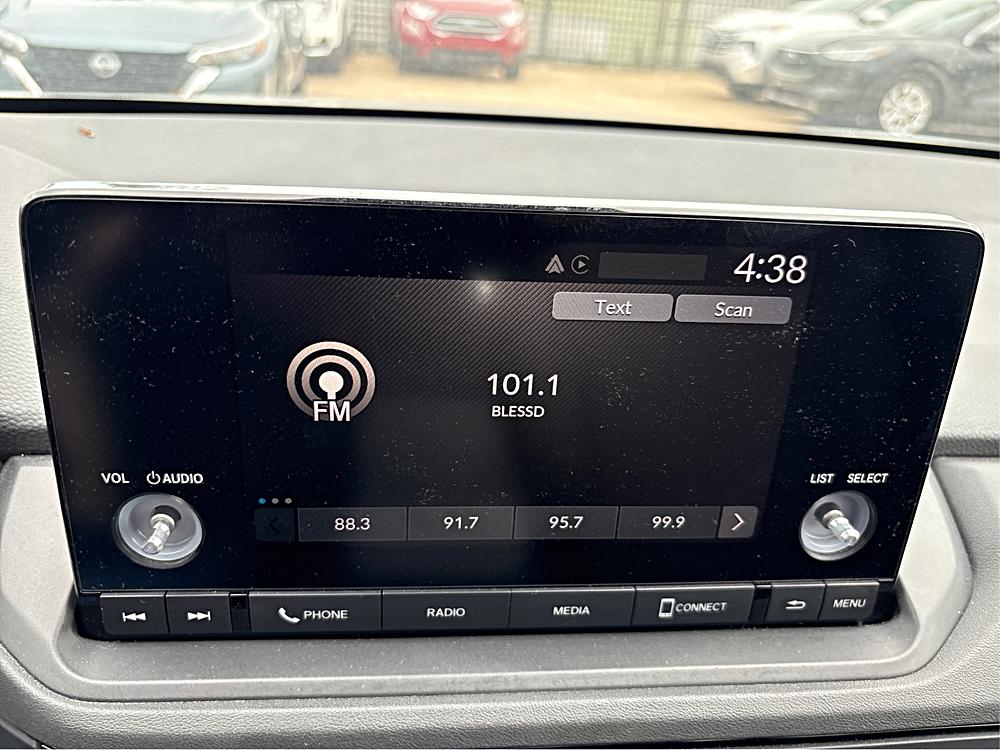 4:38
Text Scan
101.1
FM
BLESSD
VOL AUDIO
LIST SELECT
88.3 91.7 95.7 99.9
PHONE RADIO MEDIA CONNECT MENU